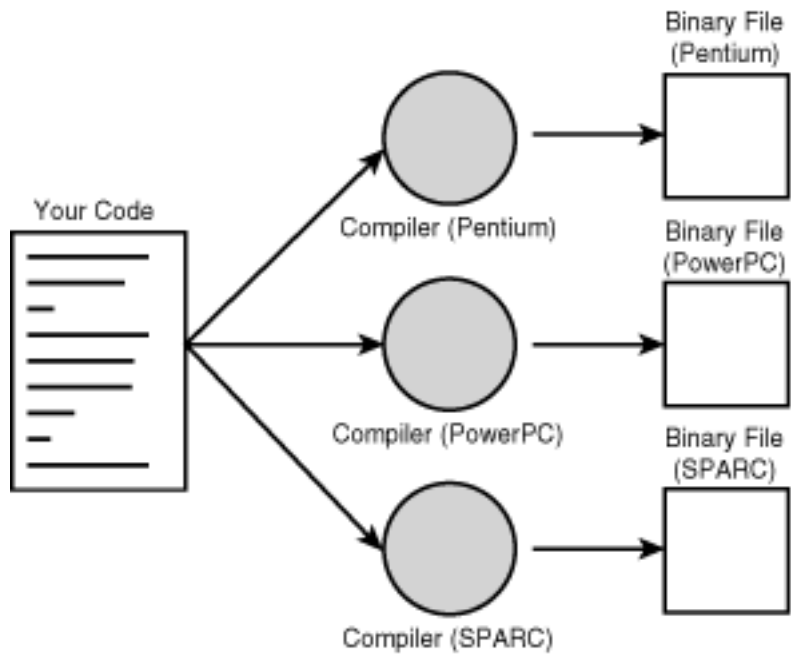 Binary File
(Pentium)
Your Code
Compiler (Pentium)
Binary File
(PowerPC)
Compiler (PowerPC)
Binary File
(SPARC)
Compiler (SPARC)